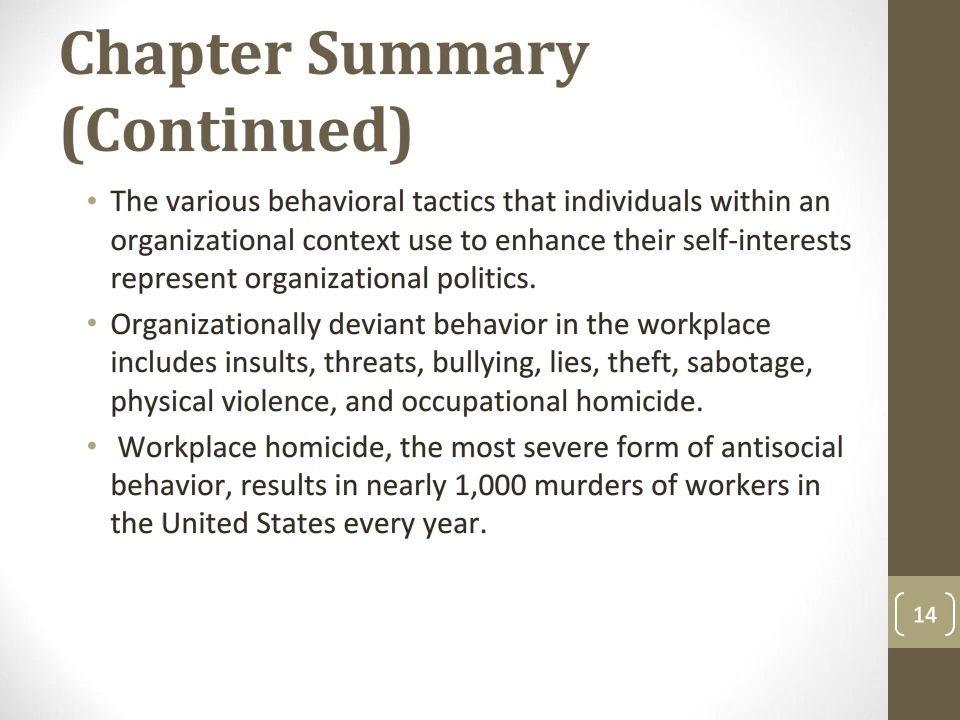 Chapter Summary
(Continued)
• The various behavioral tactics that individuals within an
organizational context use to enhance their self-interests
represent organizational politics.
• Organizationally deviant behavior in the workplace
includes insults, threats, bullying, lies, theft, sabotage,
physical violence, and occupational homicide.
• Workplace homicide, the most severe form of antisocial
behavior, results in nearly 1,000 murders of workers in
the United States every year.
14